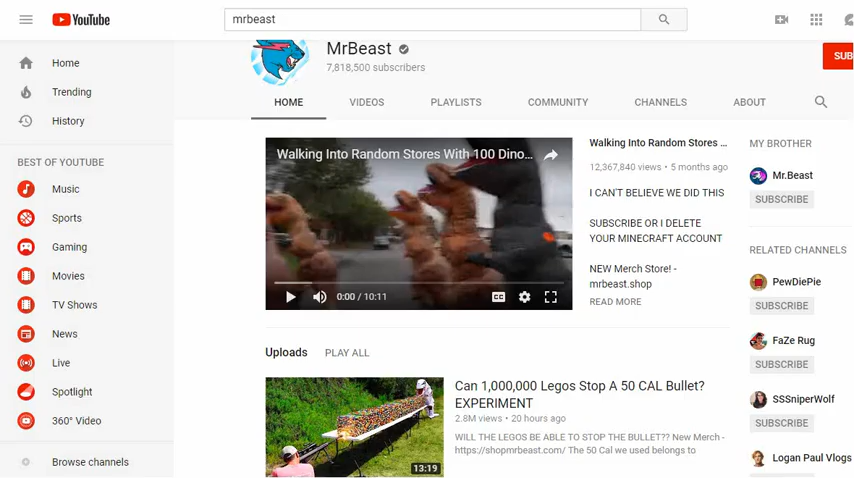 YouTube
mrbeast
MrBeast
7,818,500 subscribers
SUB
HOME VIDEOS PLAYLISTS COMMUNITY CHANNELS ABOUT
Home
Trending
History
BEST OF YOUTUBE
Music
Sports
Gaming
Movies
TV Shows
News
Live
Spotlight
360° Video
Browse channels
Walking Into Random Stores With 100 Dino...
0:00 / 10:11
CC
Walking Into Random Stores ...
12,367,840 views • 5 months ago
I CAN'T BELIEVE WE DID THIS
SUBSCRIBE OR I DELETE
YOUR MINECRAFT ACCOUNT
NEW Merch Store! -
mrbeast.shop
READ MORE
Uploads PLAY ALL
13:19
Can 1,000,000 Legos Stop A 50 CAL Bullet?
EXPERIMENT
2.8M views • 20 hours ago
WILL THE LEGOS BE ABLE TO STOP THE BULLET?? New Merch -
https://shopmrbeast.com/ The 50 Cal we used belongs to
MY BROTHER
Mr.Beast
SUBSCRIBE
RELATED CHANNELS
PewDiePie
SUBSCRIBE
FaZe Rug
SUBSCRIBE
SSSniperWolf
SUBSCRIBE
Logan Paul Vlogs
SUBSCRIBE